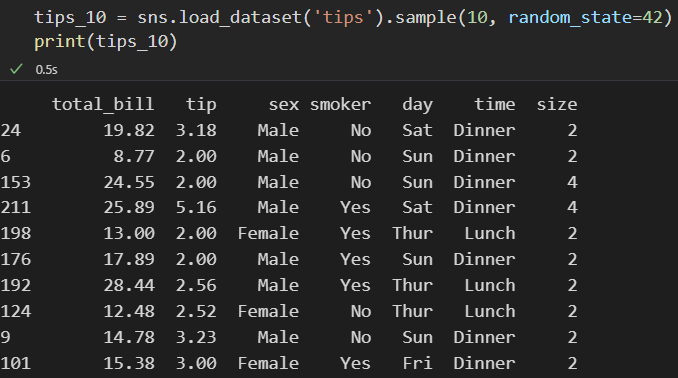 tips_10 = sns.load_dataset('tips').sample(10, random_state=42)
print(tips_10)
✓ 0.5s
total_bill tip sex smoker day time size
24 19.82 3.18 Male No Sat Dinner 2
6 8.77 2.00 Male No Sun Dinner 2
153 24.55 2.00 Male No Sun Dinner 4
211 25.89 5.16 Male Yes Sat Dinner 4
198 13.00 2.00 Female Yes Thur Lunch 2
176 17.89 2.00 Male Yes Sun Dinner 2
192 28.44 2.56 Male Yes Thur Lunch 2
124 12.48 2.52 Female No Thur Lunch 2
9 14.78 3.23 Male No Sun Dinner 2
101 15.38 3.00 Female Yes Fri Dinner 2